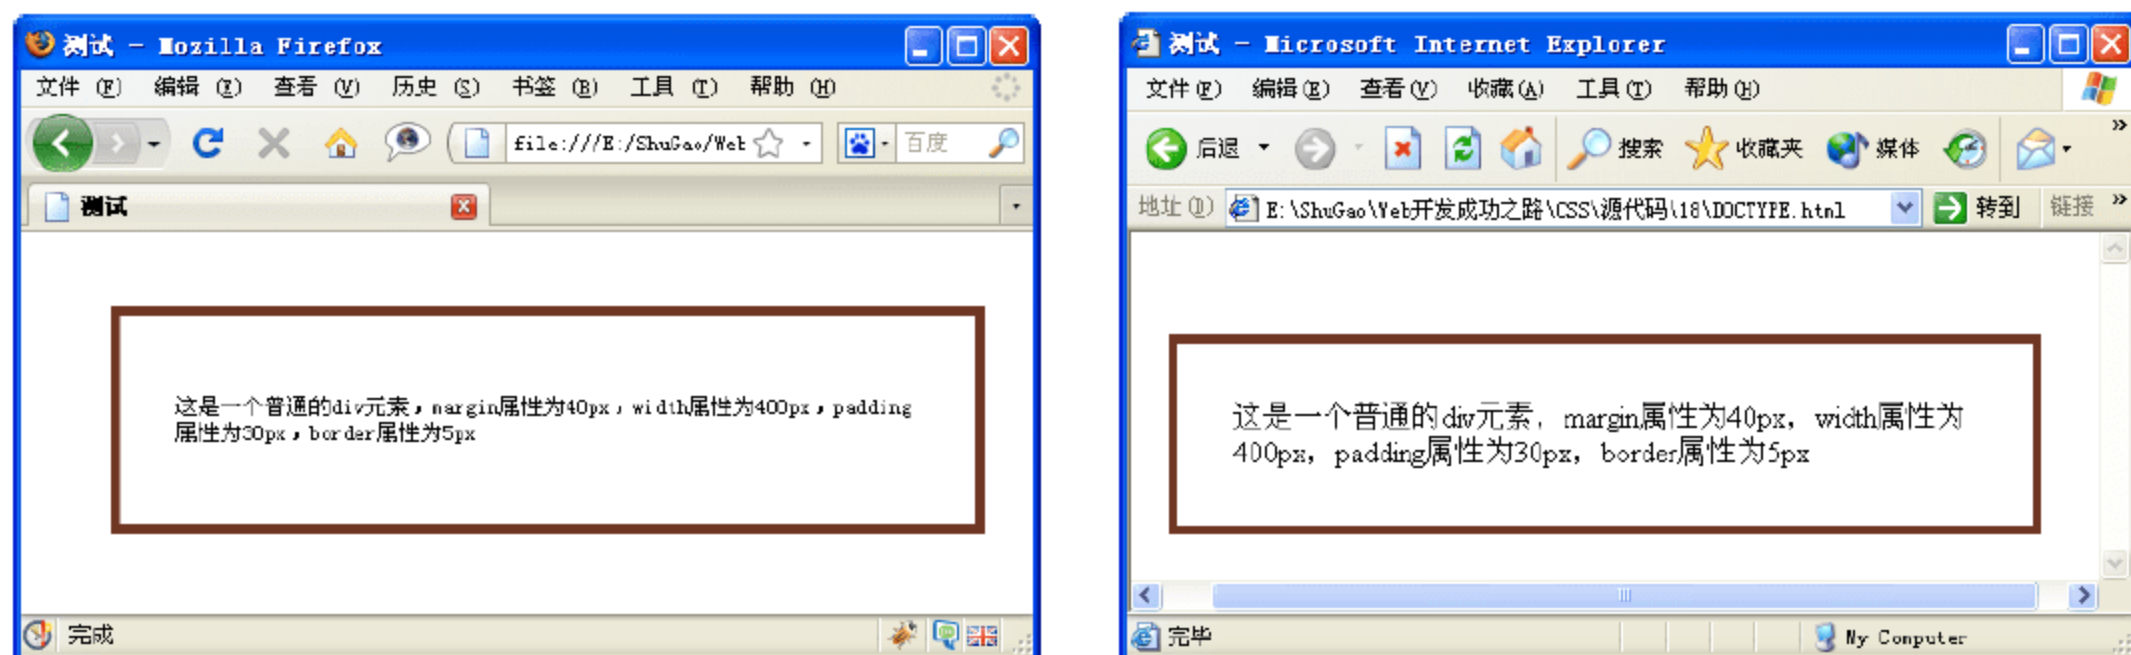 测试 - Mozilla Firefox
文件 (F) 编辑 (E) 查看 (V) 历史 (S) 书签 (B) 工具 (T) 帮助 (H)
file:///E:/ShuGao/Web 百度
测试
这是一个普通的div元素，margin属性为40px，width属性为400px，padding
属性为30px，border属性为5px
完成
测试 - Microsoft Internet Explorer
文件(F) 编辑(E) 查看(V) 收藏(A) 工具(T) 帮助(H)
后退 搜索 收藏夹 媒体
地址(D) E:\ShuGao\Web开发成功之路\CSS\源代码\18\DOCTYPE.html 转到 链接
这是一个普通的div元素，margin属性为40px，width属性为
400px，padding属性为30px，border属性为5px
完毕 My Computer